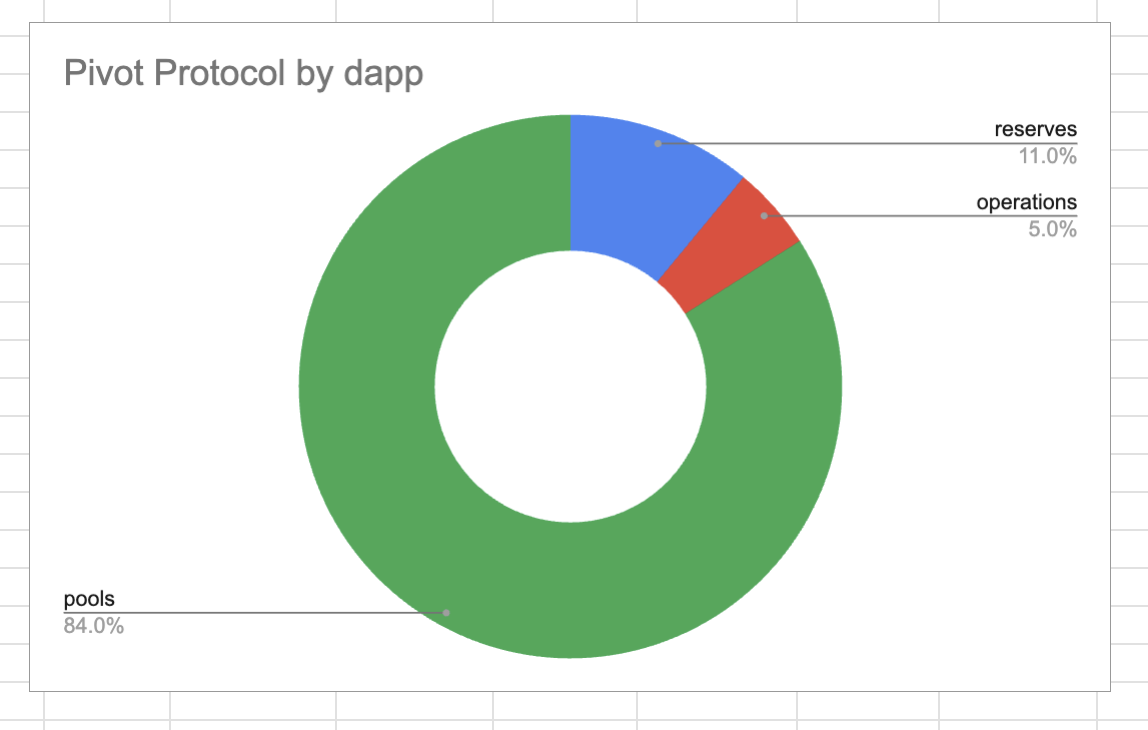 Pivot Protocol by dapp
reserves
11.0%
operations
5.0%
pools
84.0%